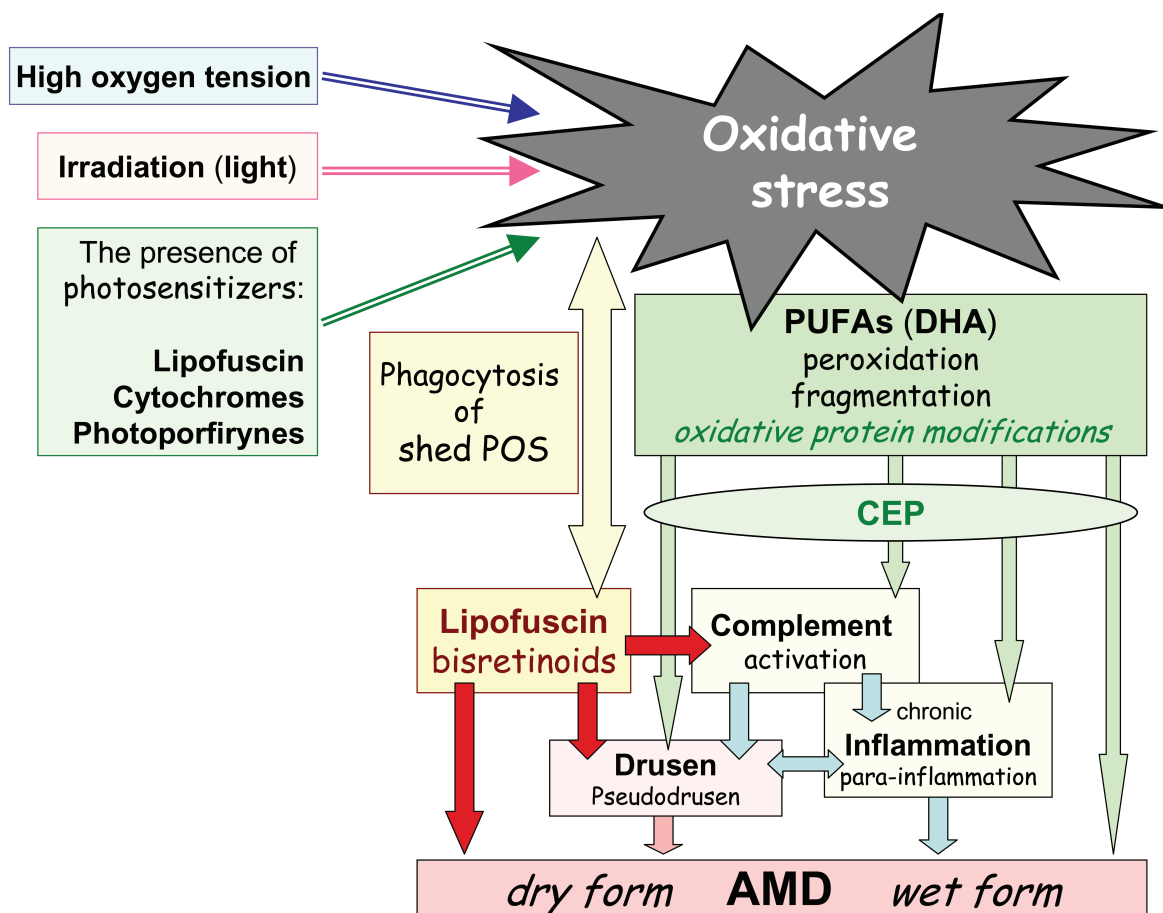 High oxygen tension
Irradiation (light)
The presence of
photosensitizers:
Lipofuscin
Cytochromes
Photoporfirynes
Oxidative
stress
Phagocytosis
of
shed POS
PUFAs (DHA)
peroxidation
fragmentation
oxidative protein modifications
CEP
Lipofuscin
bisretinoids
Complement
activation
chronic
Inflammation
para-inflammation
Drusen
Pseudodrusen
dry form AMD wet form